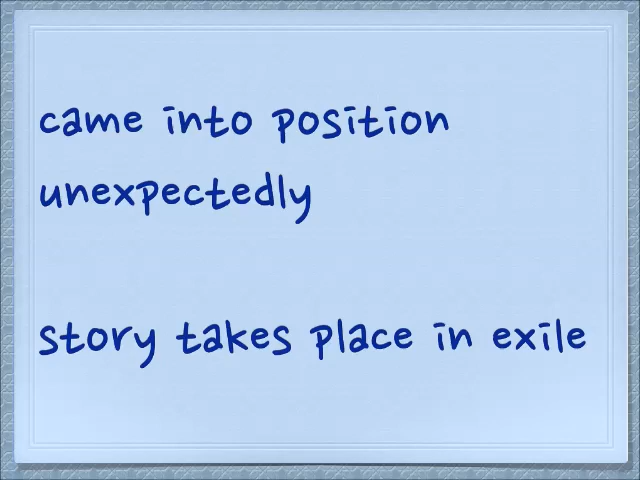 came into position
unexpectedly
story takes place in exile